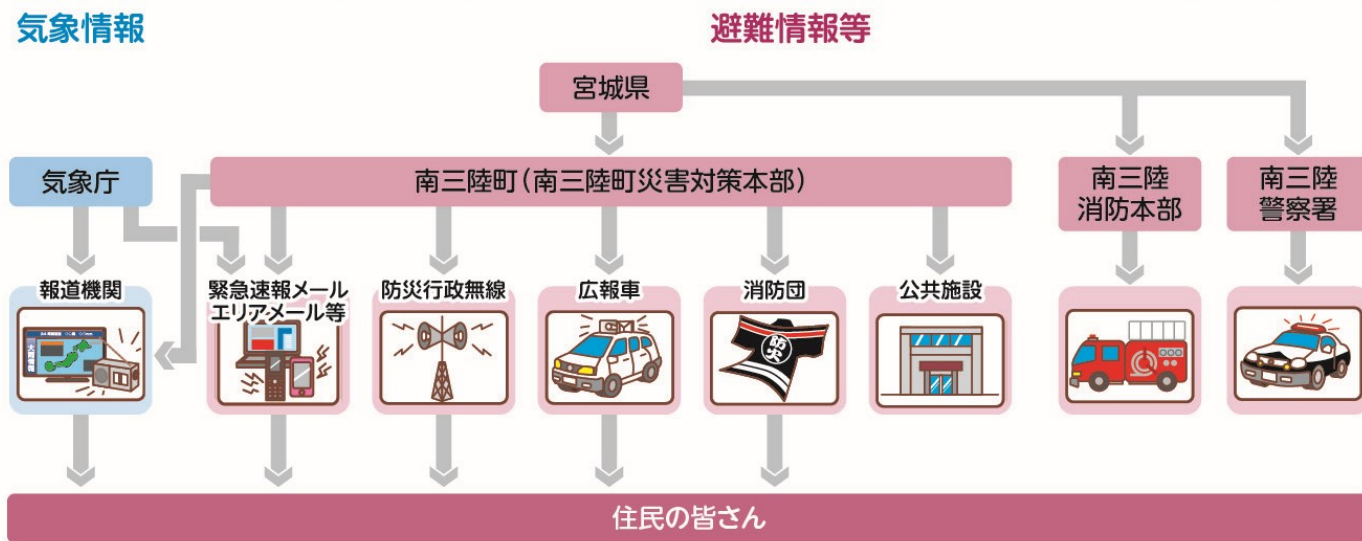 気象情報
避難情報等
宮城県
気象庁
南三陸町(南三陸町災害対策本部)
南三陸
消防本部
南三陸
警察署
報道機関
緊急速報メール
エリアメール等
防災行政無線
広報車
消防団
公共施設
防火
住民の皆さん